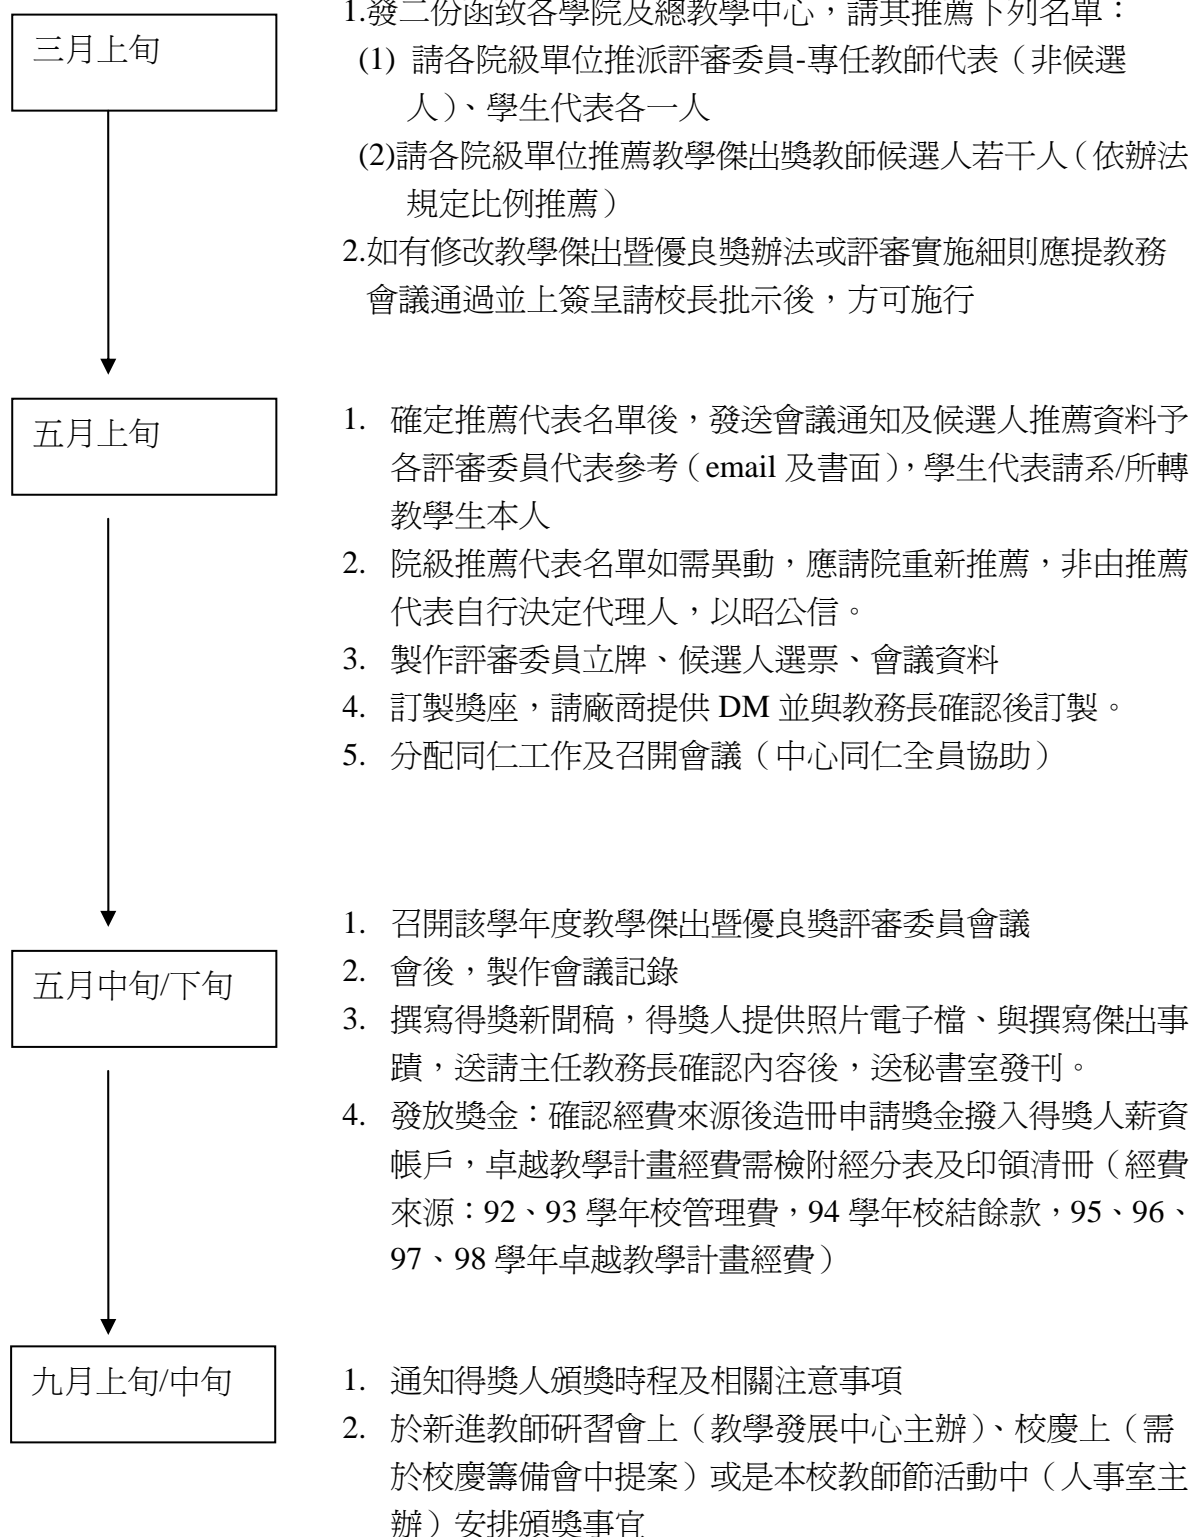 三月上旬
1.發二份函致各學院及總教學中心，請其推薦下列名單：
(1) 請各院級單位推派評審委員-專任教師代表（非候選
人）、學生代表各一人
(2)請各院級單位推薦教學傑出獎教師候選人若干人（依辦法
規定比例推薦）
2.如有修改教學傑出暨優良獎辦法或評審實施細則應提教務
會議通過並上簽呈請校長批示後，方可施行
五月上旬
1. 確定推薦代表名單後，發送會議通知及候選人推薦資料予
各評審委員代表參考（email 及書面），學生代表請系/所轉
教學生本人
2. 院級推薦代表名單如需異動，應請院重新推薦，非由推薦
代表自行決定代理人，以昭公信。
3. 製作評審委員立牌、候選人選票、會議資料
4. 訂製獎座，請廠商提供 DM 並與教務長確認後訂製。
5. 分配同仁工作及召開會議（中心同仁全員協助）
五月中旬/下旬
1. 召開該學年度教學傑出暨優良獎評審委員會議
2. 會後，製作會議記錄
3. 撰寫得獎新聞稿，得獎人提供照片電子檔、與撰寫傑出事
蹟，送請主任教務長確認內容後，送秘書室發刊。
4. 發放獎金：確認經費來源後造冊申請獎金撥入得獎人薪資
帳戶，卓越教學計畫經費需檢附經分表及印領清冊（經費
來源：92、93 學年校管理費，94 學年校結餘款，95、96、
97、98 學年卓越教學計畫經費）
九月上旬/中旬
1. 通知得獎人頒獎時程及相關注意事項
2. 於新進教師研習會上（教學發展中心主辦）、校慶上（需
於校慶籌備會中提案）或是本校教師節活動中（人事室主
辦）安排頒獎事宜